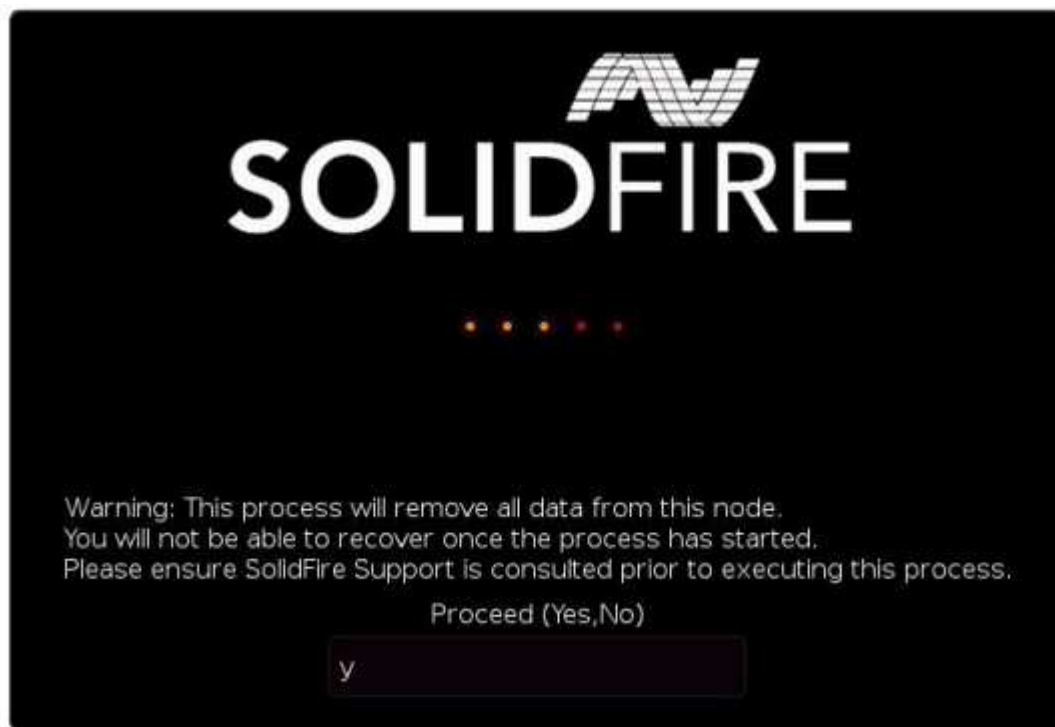 SOLIDFIRE
Warning: This process will remove all data from this node.
You will not be able to recover once the process has started.
Please ensure SolidFire Support is consulted prior to executing this process.
Proceed (Yes,No)
y